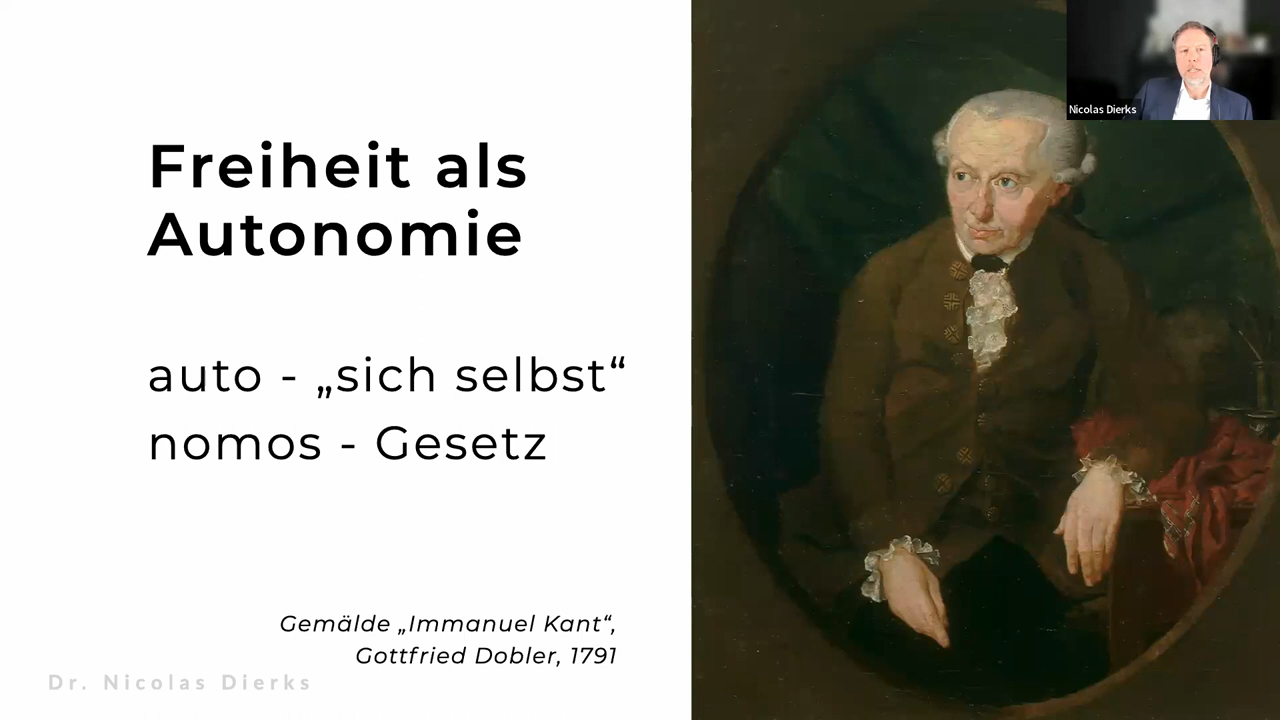 Freiheit als
Autonomie
auto - „sich selbst“
nomos - Gesetz
Gemälde „Immanuel Kant“,
Gottfried Dobler, 1791
Dr. Nicolas Dierks
Nicolas Dierks